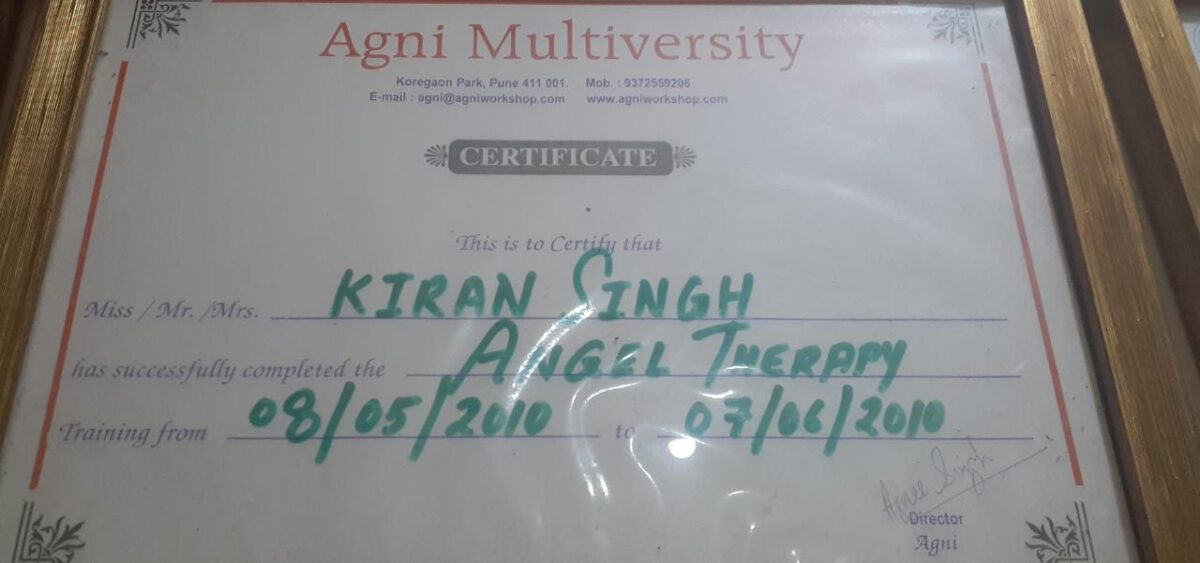 Agni Multiversity
Koregaon Park, Pune 411 001. Mob. : 9372559206
E-mail : agni@agniworkshop.com www.agniworkshop.com
CERTIFICATE
This is to Certify that
Miss / Mr. /Mrs. KIRAN SINGH
has successfully completed the ANGEL THERAPY
Training from 08/05/2010 to 07/06/2010
Singh
Director
Agni